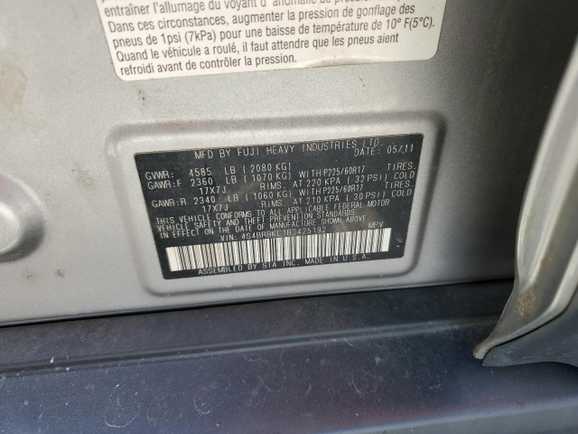 entraîner l'allumage du voyant d'anomalie de pression
Dans ces circonstances, augmenter la pression de gonflage des
pneus de 1psi (7kPa) pour une baisse de température de 10° F(5°C).
Quand le véhicule a roulé, il faut attendre que les pneus aient
refroidi avant de contrôler la pression.
MFD BY FUJI HEAVY INDUSTRIES LTD. DATE: 05/11
GVWR: 4585 LB (2080 KG)
GAWR:F 2360 LB (1070 KG) WITH P225/60R17 TIRES,
17X7J RIMS, AT 220 KPA (32 PSI) COLD
GAWR:R 2340 LB (1060 KG) WITH P225/60R17 TIRES,
17X7J RIMS, AT 210 KPA (30 PSI) COLD
THIS VEHICLE CONFORMS TO ALL APPLICABLE FEDERAL MOTOR
VEHICLE SAFETY AND THEFT PREVENTION STANDARDS
IN EFFECT ON THE DATE OF MANUFACTURE SHOWN ABOVE.
VIN: MPV
ASSEMBLED BY SIA INC. MADE IN U.S.A.